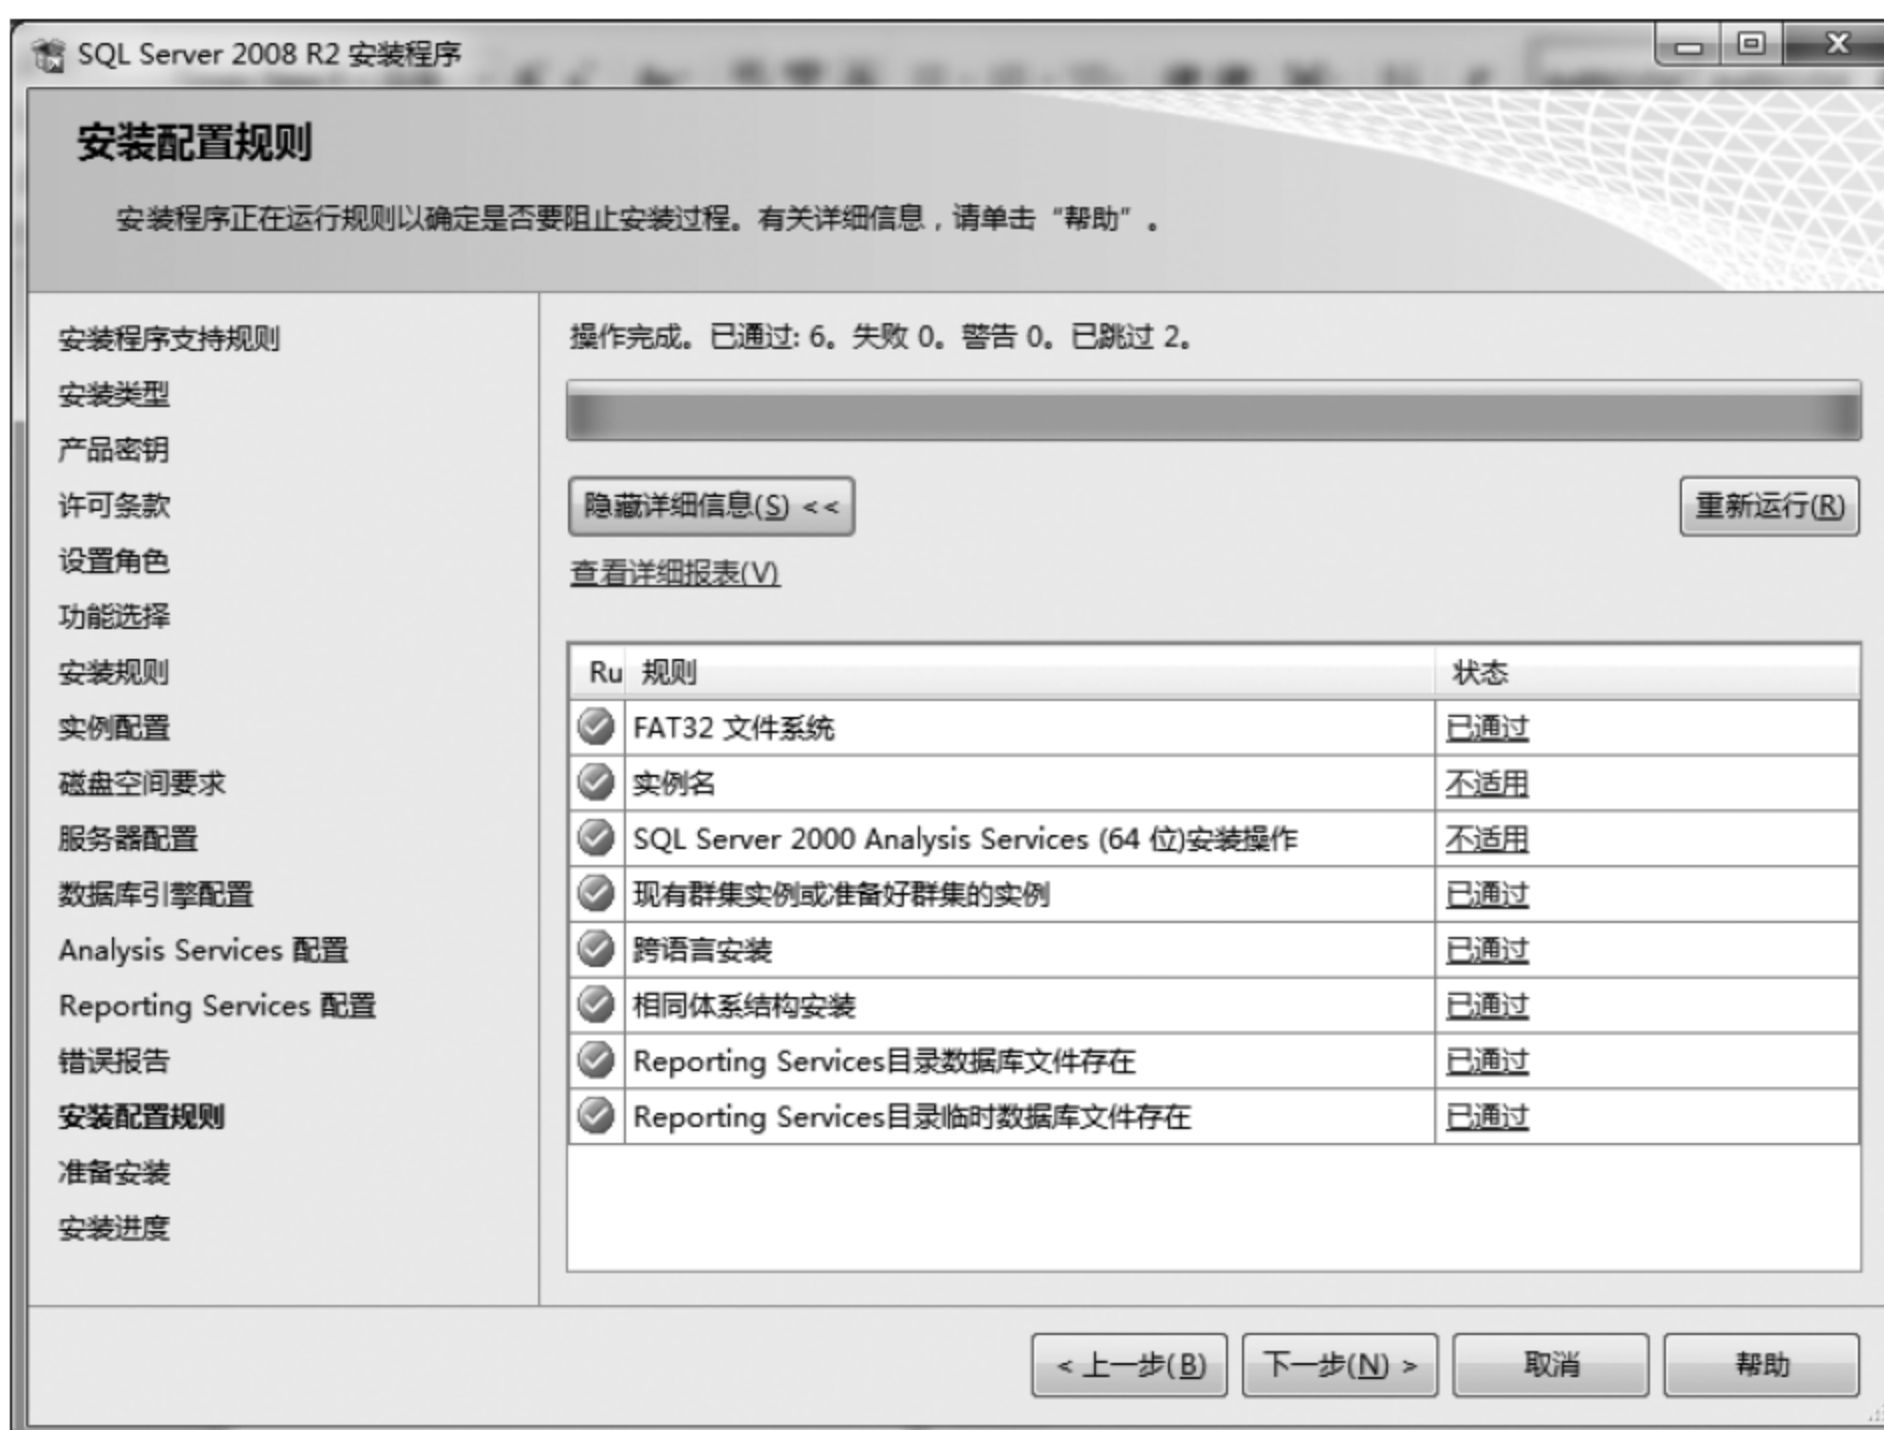 SQL Server 2008 R2 安装程序
安装配置规则
安装程序正在运行规则以确定是否要阻止安装过程。有关详细信息，请单击“帮助”。
安装程序支持规则
安装类型
产品密钥
许可条款
设置角色
功能选择
安装规则
实例配置
磁盘空间要求
服务器配置
数据库引擎配置
Analysis Services 配置
Reporting Services 配置
错误报告
安装配置规则
准备安装
安装进度
操作完成。已通过: 6。失败 0。警告 0。已跳过 2。
隐藏详细信息(S) <<
重新运行(R)
查看详细报表(V)
Ru 规则 状态
FAT32 文件系统 已通过
实例名 不适用
SQL Server 2000 Analysis Services (64 位)安装操作 不适用
现有群集实例或准备好群集的实例 已通过
跨语言安装 已通过
相同体系结构安装 已通过
Reporting Services目录数据库文件存在 已通过
Reporting Services目录临时数据库文件存在 已通过
< 上一步(B) 下一步(N) > 取消 帮助